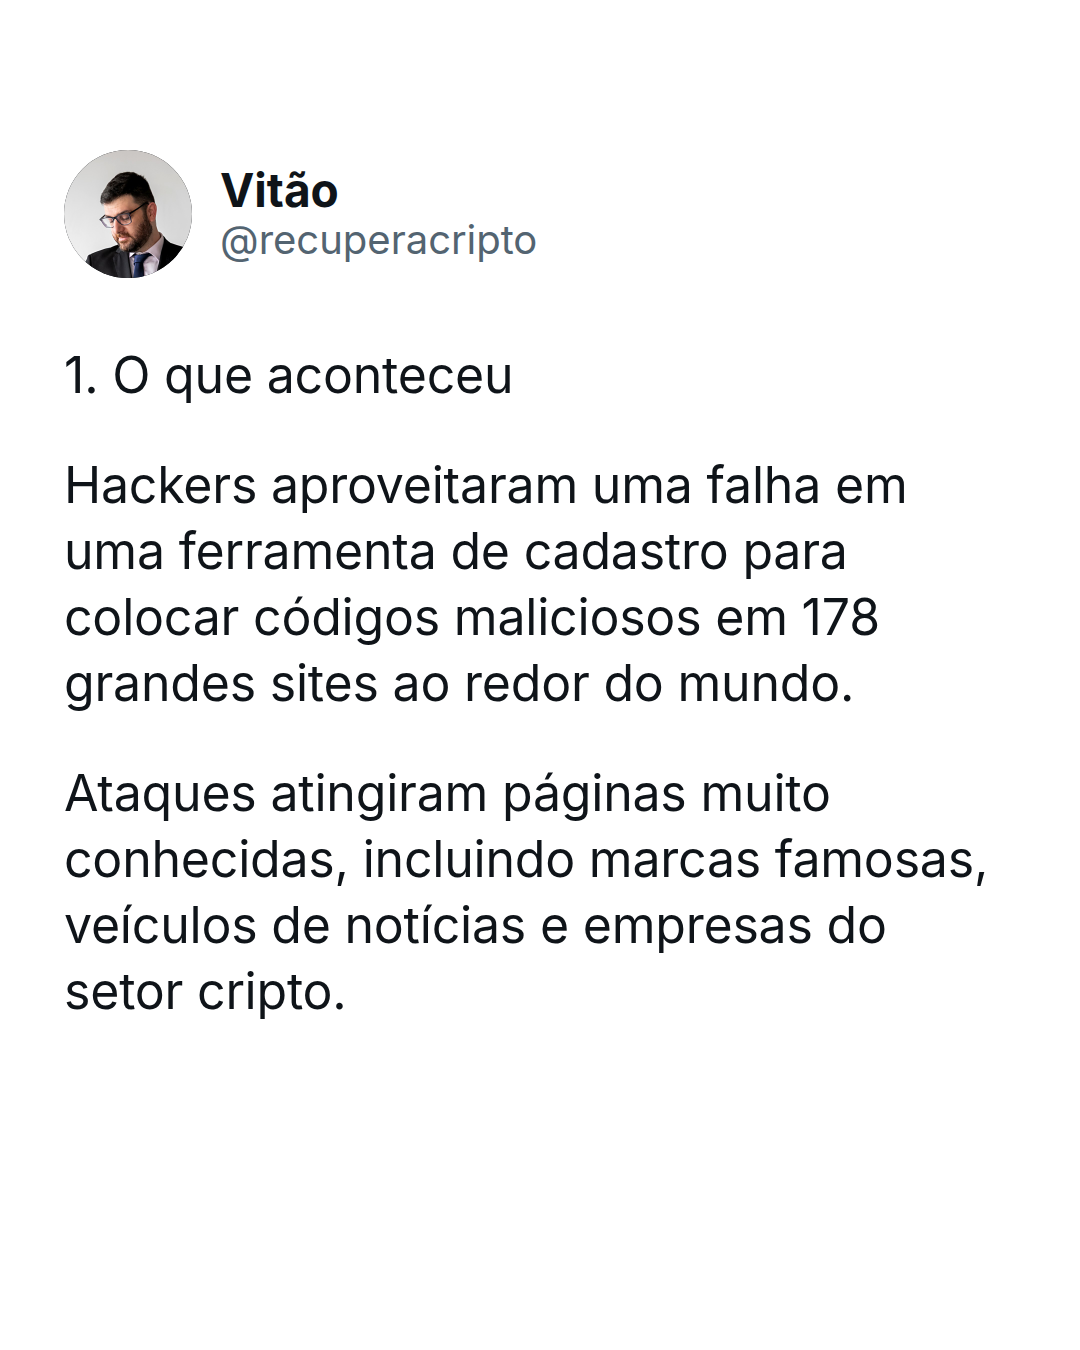 Vitão
@recuperacripto
1. O que aconteceu
Hackers aproveitaram uma falha em
uma ferramenta de cadastro para
colocar códigos maliciosos em 178
grandes sites ao redor do mundo.
Ataques atingiram páginas muito
conhecidas, incluindo marcas famosas,
veículos de notícias e empresas do
setor cripto.